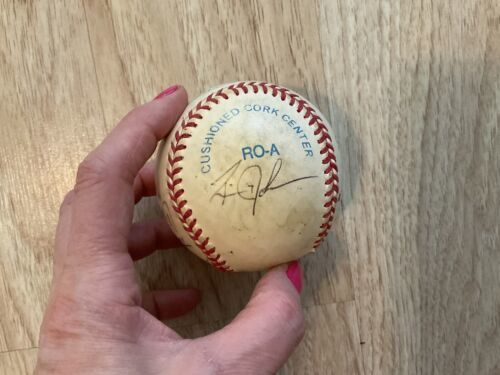 CUSHIONED CORK CENTER
RO-A